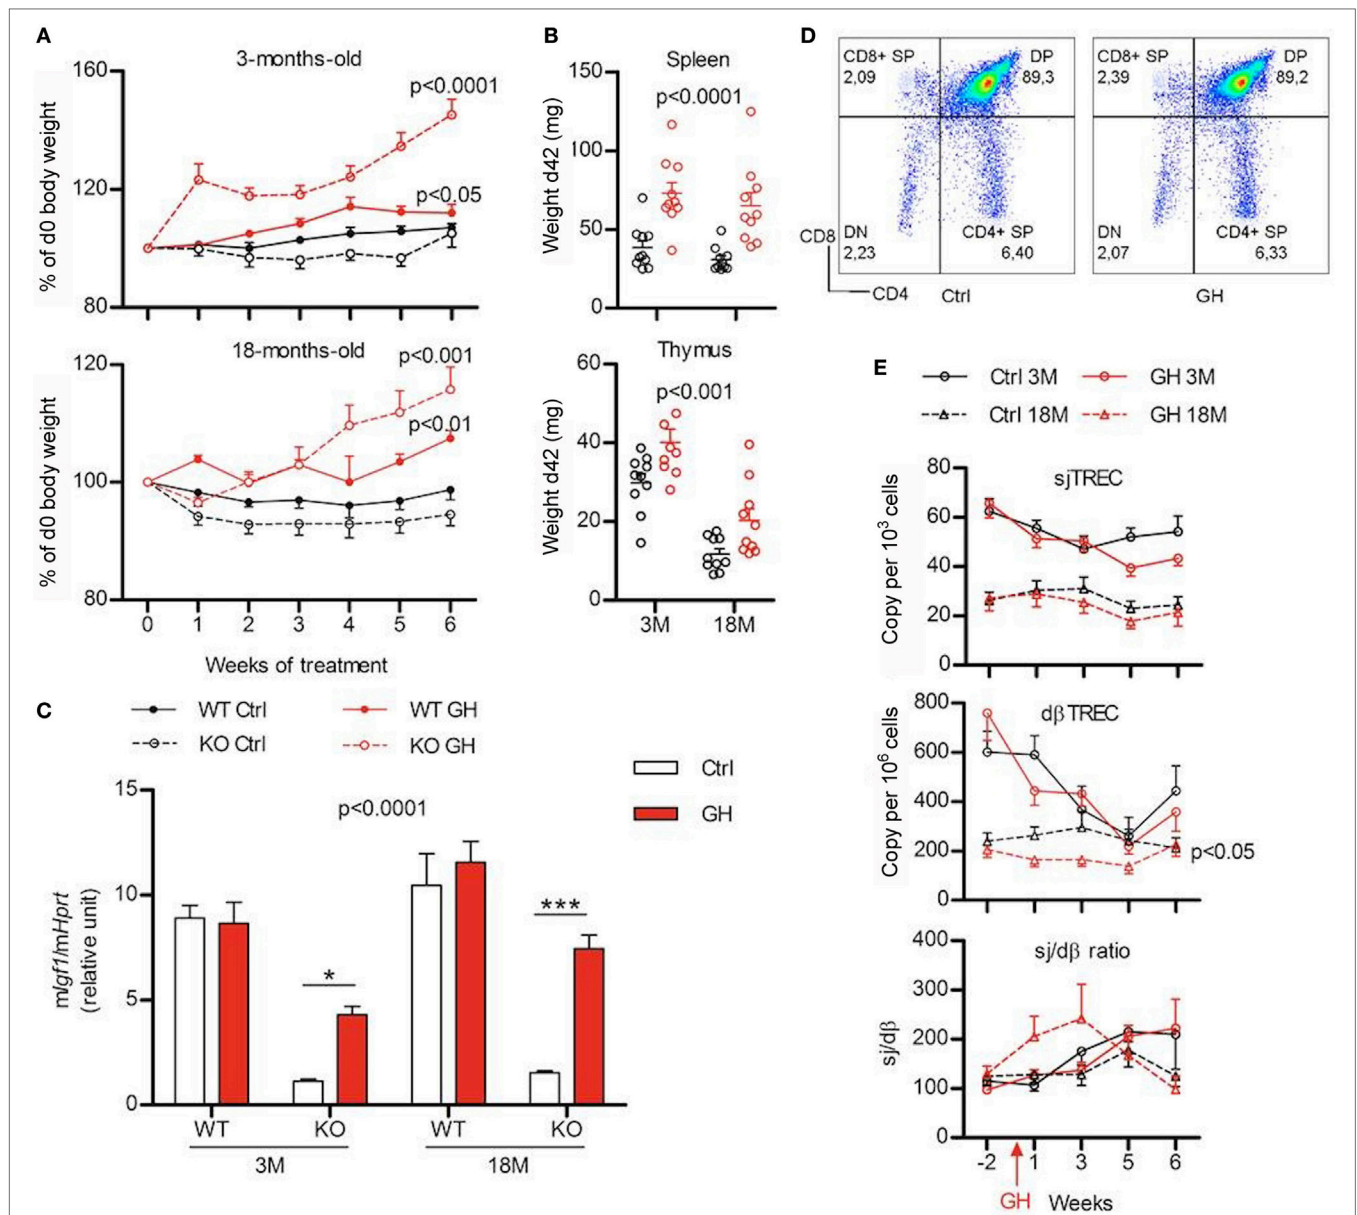 A
3-months-old
% of d0 body weight
160
120
80
p<0.0001
p<0.05
18-months-old
% of d0 body weight
120
100
80
p<0.001
p<0.01
0 1 2 3 4 5 6
Weeks of treatment
WT Ctrl
WT GH
KO Ctrl
KO GH
B
Spleen
Weight d42 (mg)
150
100
50
0
p<0.0001
Thymus
Weight d42 (mg)
60
40
20
0
p<0.001
3M 18M
C
Ctrl
GH
mIgf1/mHprt
(relative unit)
15
10
5
0
p<0.0001
*
***
WT KO WT KO
3M 18M
D
CD8+ SP
2,09
DP
89,3
DN
2,23
CD4+ SP
6,40
CD8
CD4
Ctrl
CD8+ SP
2,39
DP
89,2
DN
2,07
CD4+ SP
6,33
GH
E
Ctrl 3M
GH 3M
Ctrl 18M
GH 18M
sjTREC
Copy per 10³ cells
80
60
40
20
0
dβTREC
Copy per 10⁶ cells
800
600
400
200
0
p<0.05
sj/dβ ratio
sj/dβ
400
300
200
100
0
-2 1 3 5 6
GH
Weeks